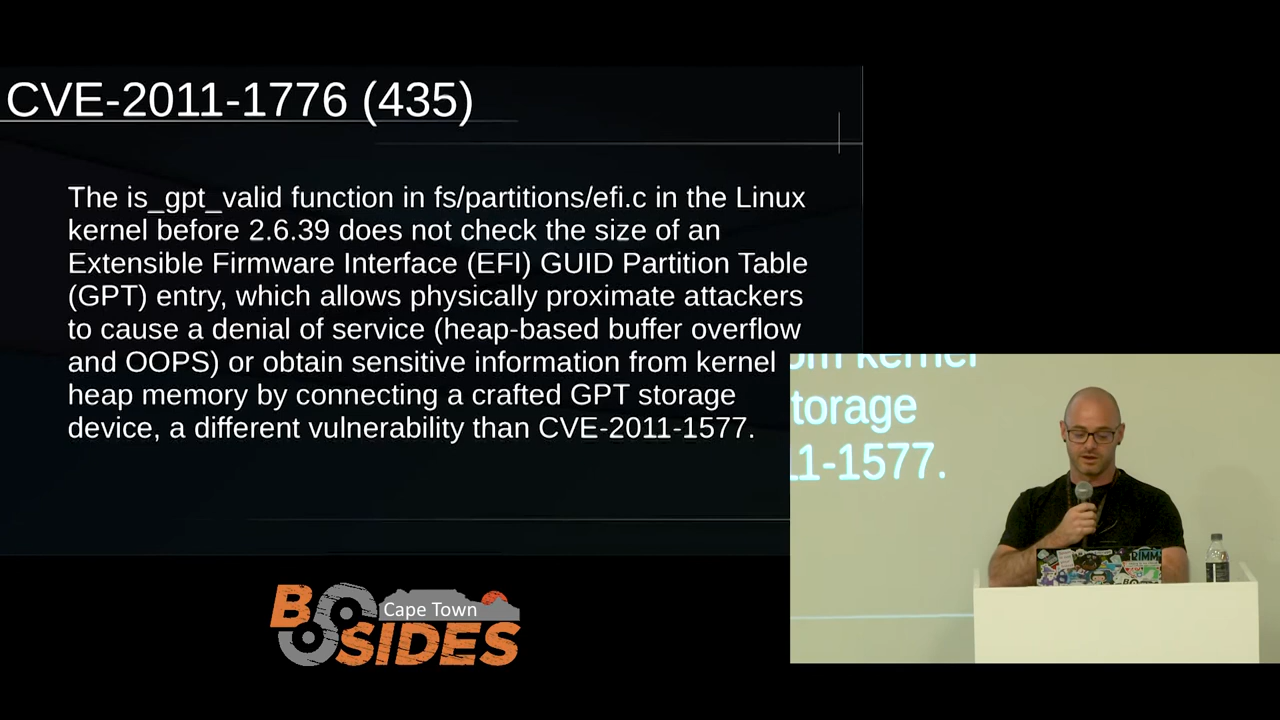 CVE-2011-1776 (435)
The is_gpt_valid function in fs/partitions/efi.c in the Linux
kernel before 2.6.39 does not check the size of an
Extensible Firmware Interface (EFI) GUID Partition Table
(GPT) entry, which allows physically proximate attackers
to cause a denial of service (heap-based buffer overflow
and OOPS) or obtain sensitive information from kernel
heap memory by connecting a crafted GPT storage
device, a different vulnerability than CVE-2011-1577.
kernel
torage
11-1577.
BSIDES
Cape Town